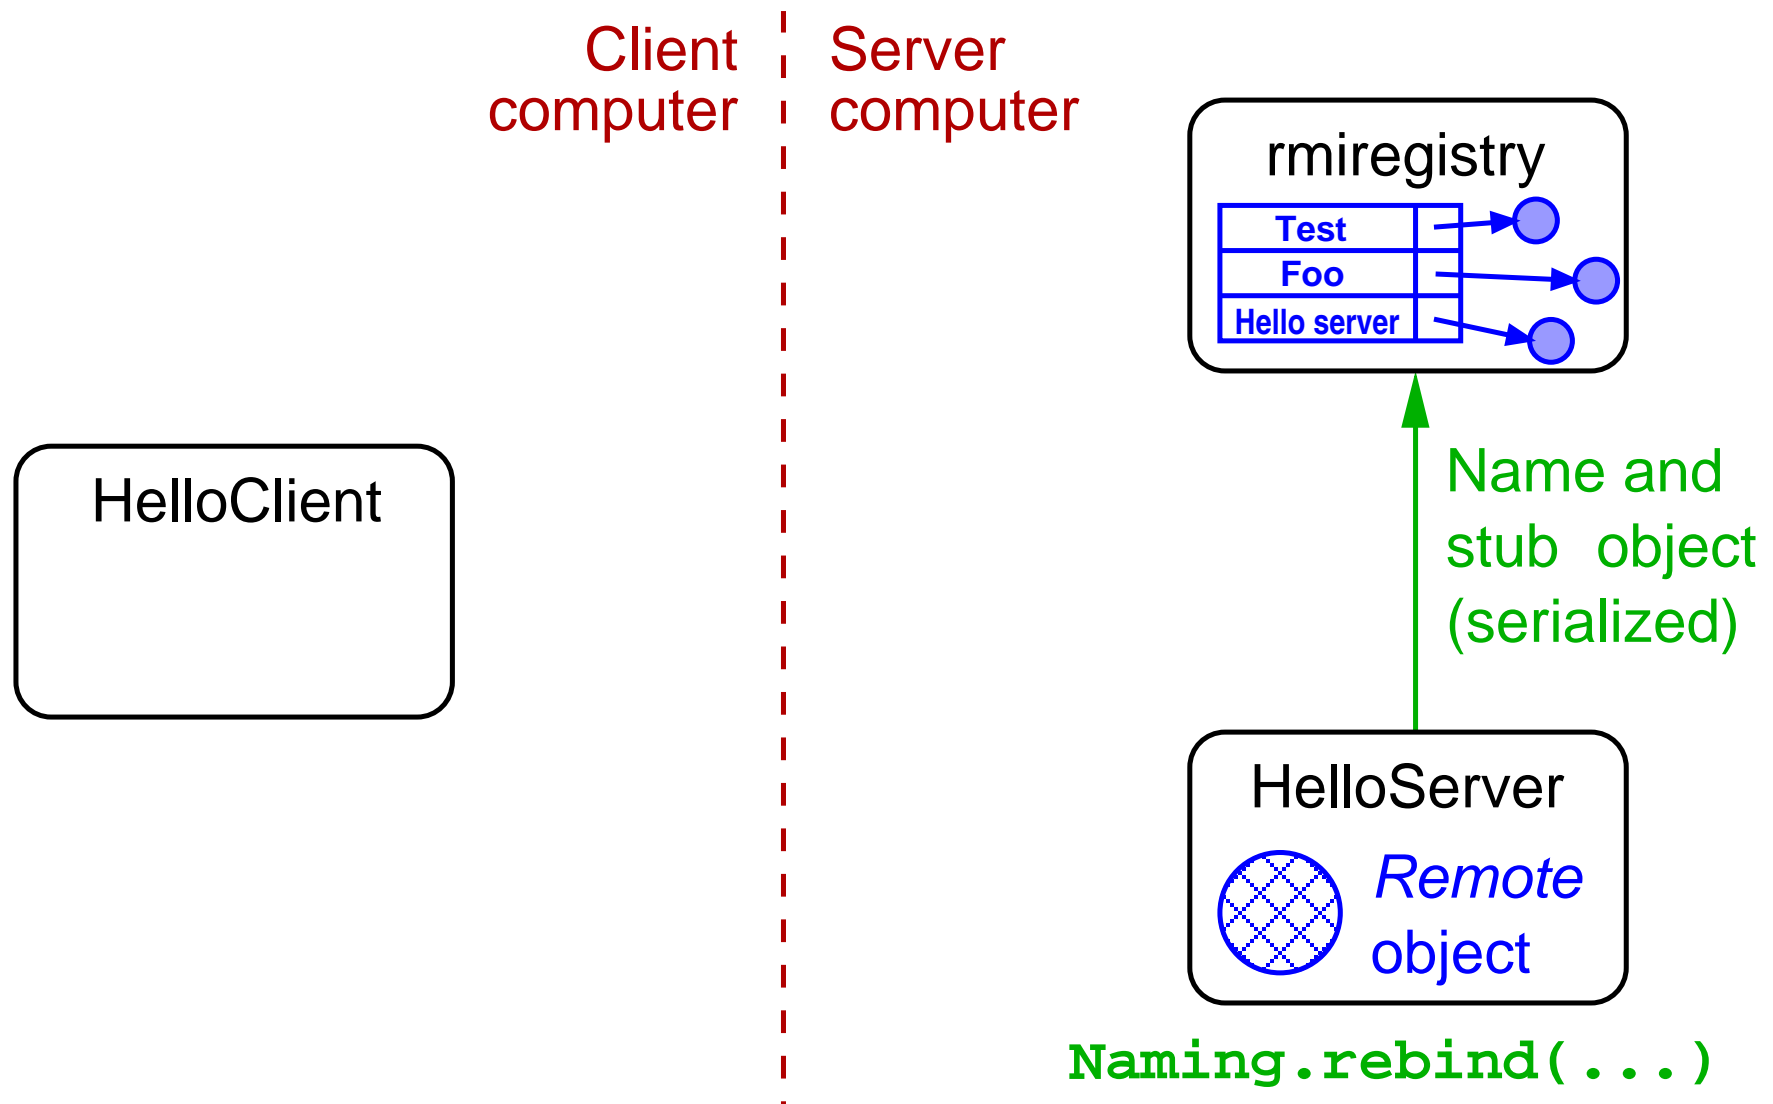 Client
computer
Server
computer
rmiregistry
Test
Foo
Hello server
HelloClient
Name and
stub object
(serialized)
HelloServer
Remote
object
Naming.rebind(...)